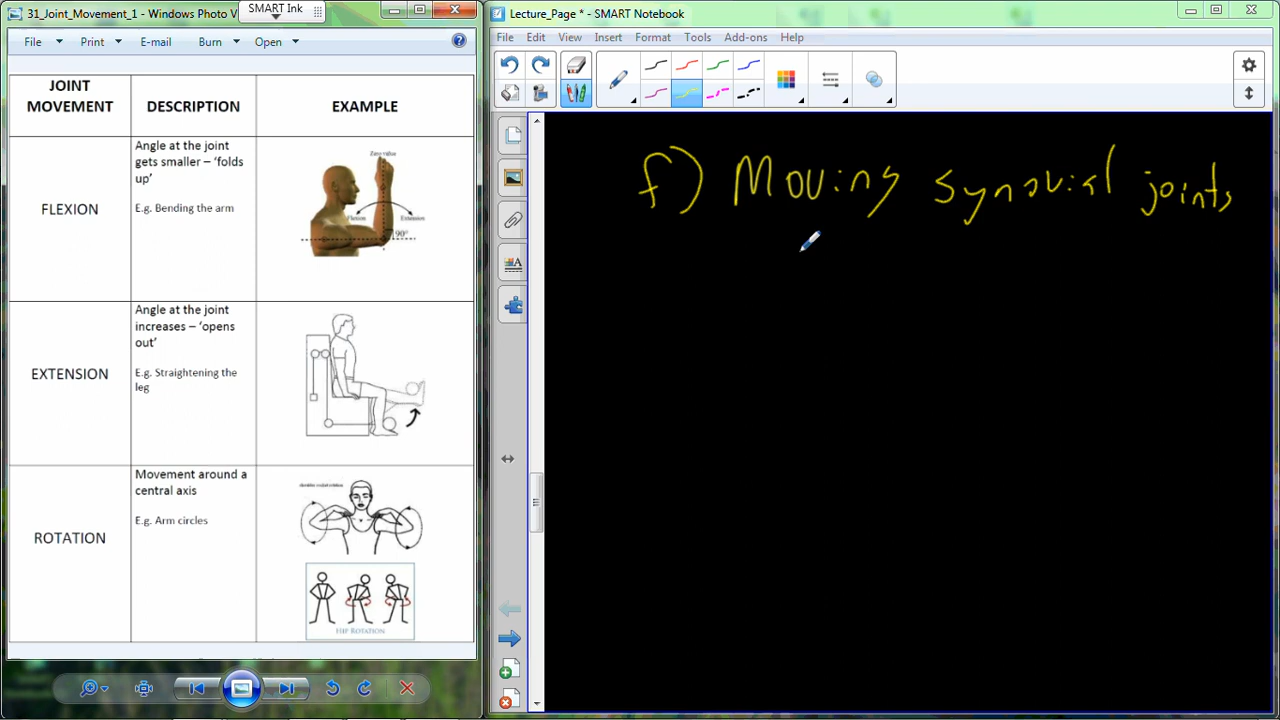 31_Joint_Movement_1 - Windows Photo V
SMART Ink
File Print E-mail Burn Open
JOINT MOVEMENT DESCRIPTION EXAMPLE
FLEXION
Angle at the joint
gets smaller – ‘folds
up’
E.g. Bending the arm
Flexion Extension
90°
EXTENSION
Angle at the joint
increases – ‘opens
out’
E.g. Straightening the
leg
ROTATION
Movement around a
central axis
E.g. Arm circles
HIP ROTATION
Lecture_Page * - SMART Notebook
File Edit View Insert Format Tools Add-ons Help
f) Moving synovial joints